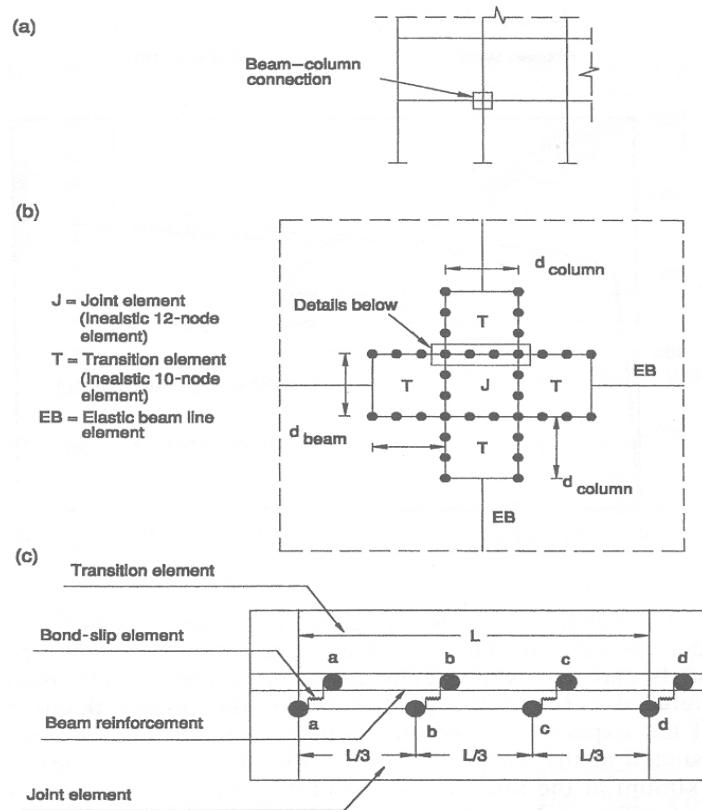 (a)
Beam-column
connection
(b)
d column
J = Joint element
(Inealstic 12-node
element)
Details below
T
T = Transition element
(Inealstic 10-node
element)
T
J
T
EB
EB = Elastic beam line
element
d beam
T
d column
EB
(c)
Transition element
L
Bond-slip element
a
b
c
d
Beam reinforcement
a
b
c
d
L/3
L/3
L/3
Joint element